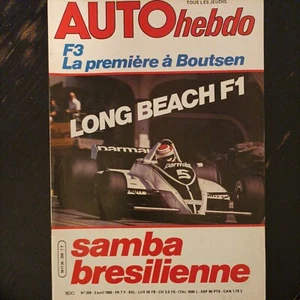 TOUS LES JEUDIS
AUTOhebdo
F3
La première à Boutsen
LONG BEACH F1
parmalat
5
samba
bresilienne